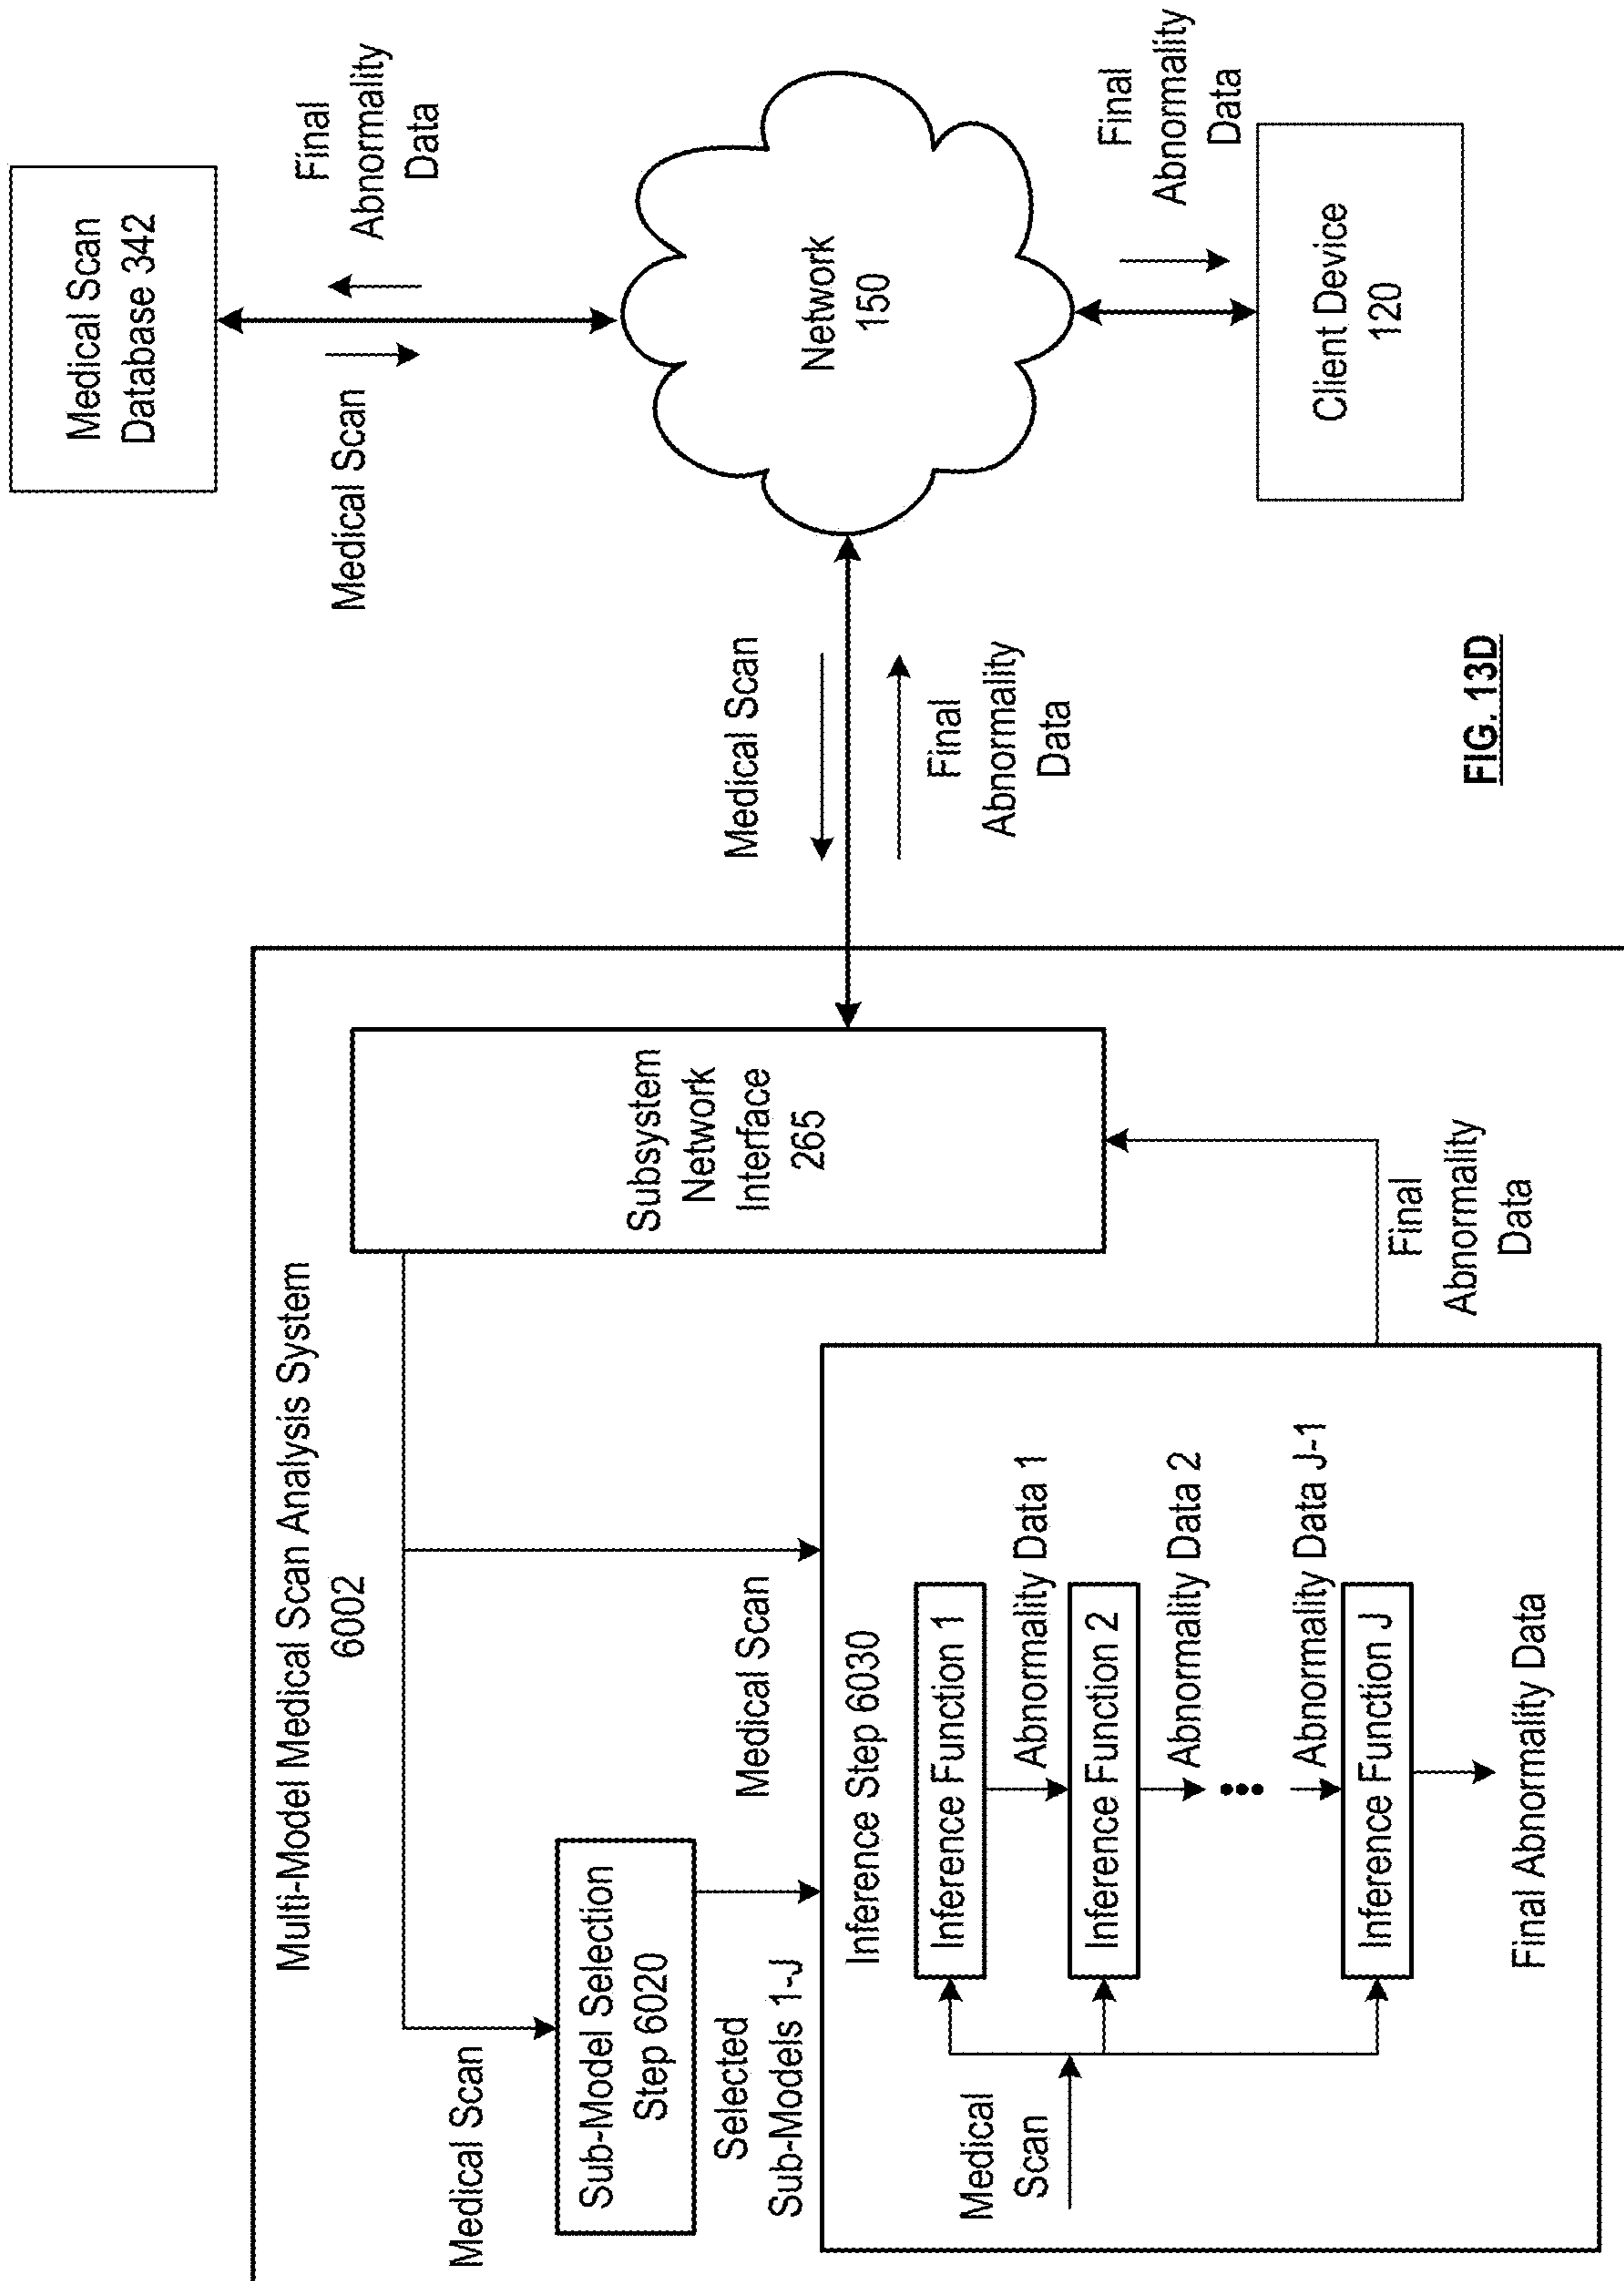 Multi-Model Medical Scan Analysis System
6002
Medical Scan
Sub-Model Selection
Step 6020
Selected
Sub-Models 1-J
Medical Scan
Inference Step 6030
Medical
Scan
Inference Function 1
Abnormality Data 1
Inference Function 2
Abnormality Data 2
Abnormality Data J-1
Inference Function J
Final Abnormality Data
Subsystem
Network
Interface
265
Final
Abnormality
Data
Medical Scan
Final
Abnormality
Data
Medical Scan
Database 342
Medical Scan
Final
Abnormality
Data
Network
150
Final
Abnormality
Data
Client Device
120
FIG. 13D